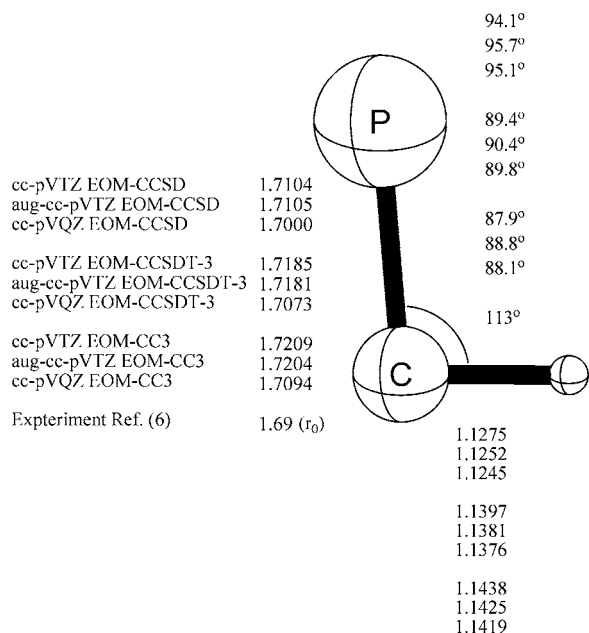 94.1°
95.7°
95.1°
P
89.4°
90.4°
89.8°
cc-pVTZ EOM-CCSD 1.7104
aug-cc-pVTZ EOM-CCSD 1.7105
cc-pVQZ EOM-CCSD 1.7000
87.9°
88.8°
88.1°
cc-pVTZ EOM-CCSDT-3 1.7185
aug-cc-pVTZ EOM-CCSDT-3 1.7181
cc-pVQZ EOM-CCSDT-3 1.7073
113°
cc-pVTZ EOM-CC3 1.7209
aug-cc-pVTZ EOM-CC3 1.7204
cc-pVQZ EOM-CC3 1.7094
C
Expteriment Ref. (6) 1.69 (r₀)
1.1275
1.1252
1.1245
1.1397
1.1381
1.1376
1.1438
1.1425
1.1419